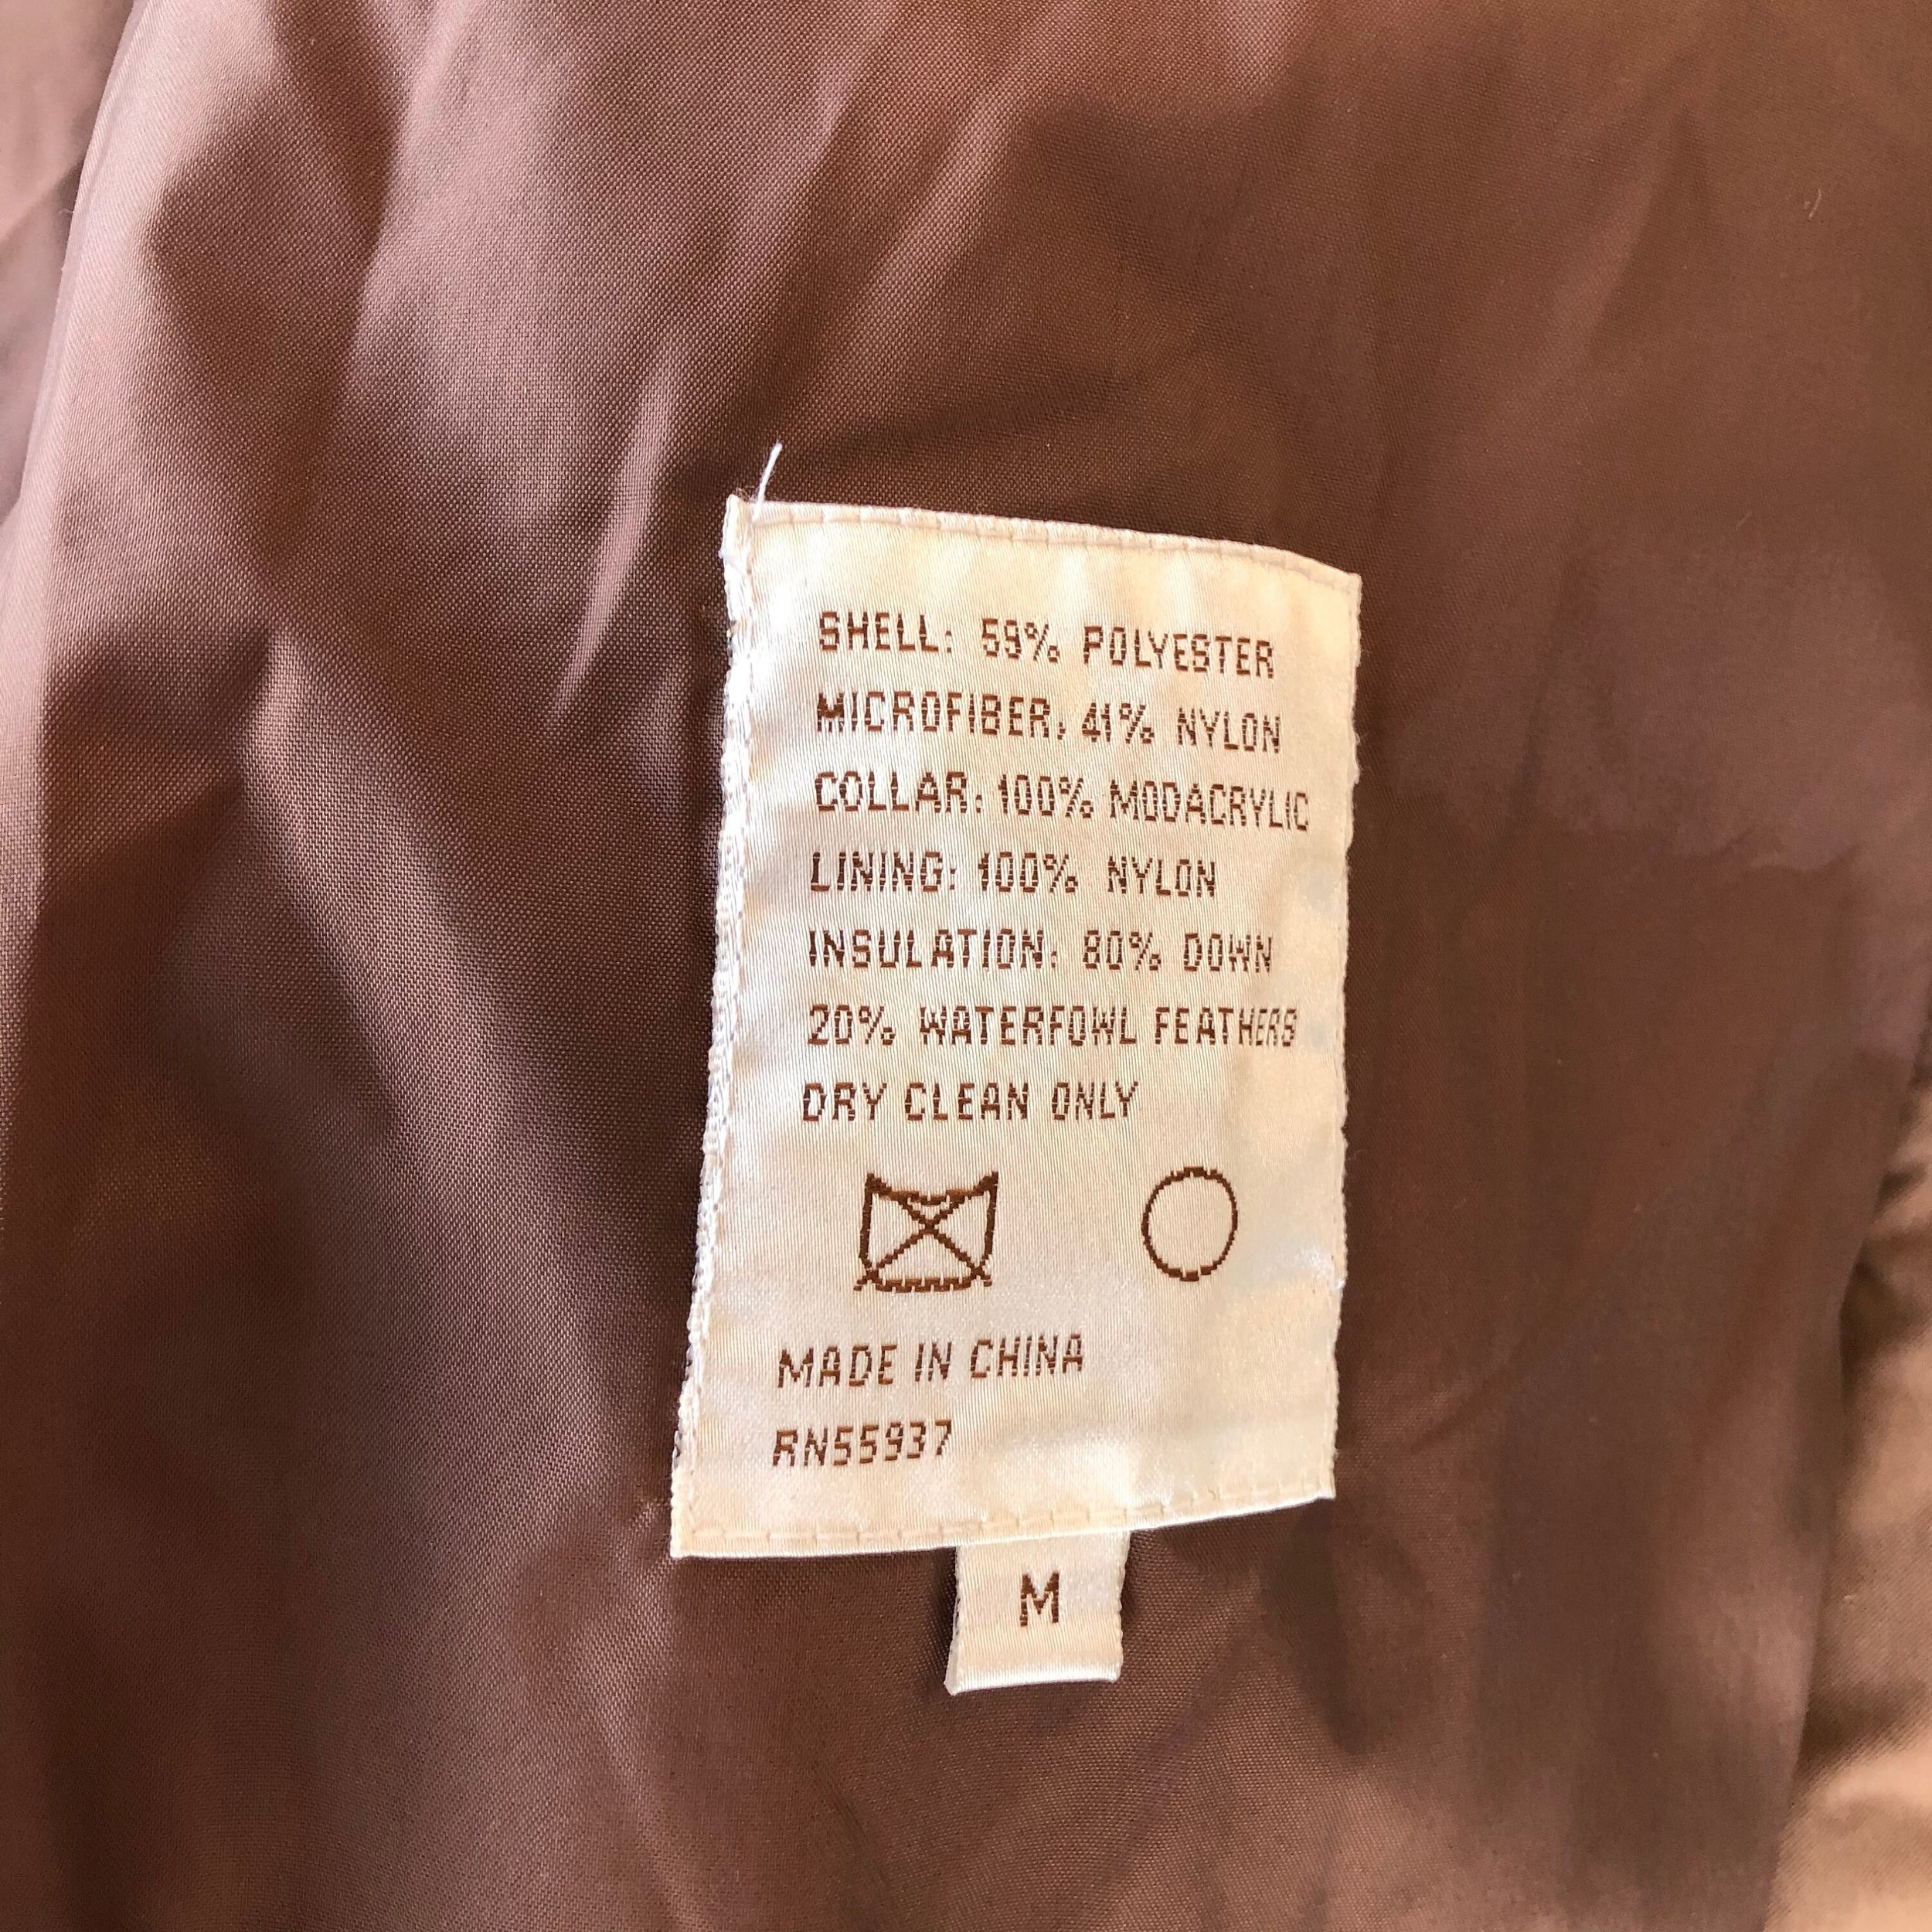 SHELL: 59% POLYESTER
MICROFIBER, 41% NYLON
COLLAR: 100% MODACRYLIC
LINING: 100% NYLON
INSULATION: 80% DOWN
20% WATERFOWL FEATHERS
DRY CLEAN ONLY
MADE IN CHINA
RN55937
M